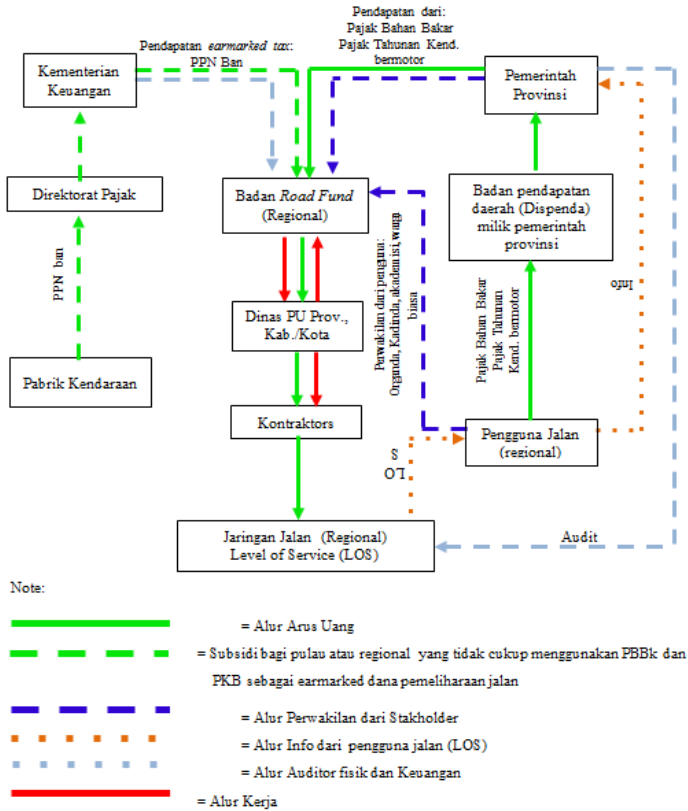 Pendapatan dari:
Pajak Bahan Bakar
Pajak Tahunan Kend.
bermotor
Pendapatan earmarked tax:
PPN Ban
Kementerian
Keuangan
Pemerintah
Provinsi
Direktorat Pajak
Badan Road Fund
(Regional)
Badan pendapatan
daerah (Dispenda)
milik pemerintah
provinsi
PPN ban
Perwakilan dari pengguna:
Organda, Kadinda, akademisi, warga
biasa
Info
Dinas PU Prov.,
Kab./Kota
Pajak Bahan Bakar
Pajak Tahunan
Kend. bermotor
Pabrik Kendaraan
Kontraktors
Pengguna Jalan
(regional)
LO
S
Jaringan Jalan (Regional)
Level of Service (LOS)
Audit
Note:
= Alur Arus Uang
= Subsidi bagi pulau atau regional yang tidak cukup menggunakan PBBk dan
PKB sebagai earmarked dana pemeliharaan jalan
= Alur Perwakilan dari Stakholder
= Alur Info dari pengguna jalan (LOS)
= Alur Auditor fisik dan Keuangan
= Alur Kerja